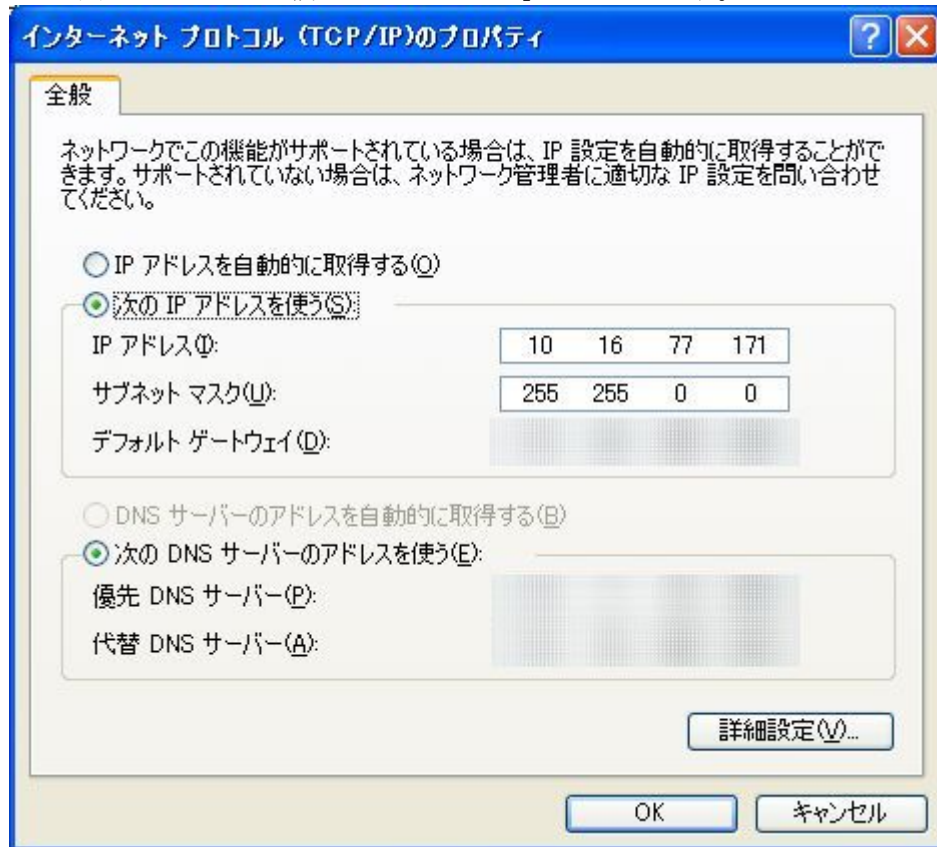 インターネット プロトコル (TCP/IP)のプロパティ
全般
ネットワークでこの機能がサポートされている場合は、IP 設定を自動的に取得することがで
きます。サポートされていない場合は、ネットワーク管理者に適切な IP 設定を問い合わせ
てください。
IP アドレスを自動的に取得する(O)
次の IP アドレスを使う(S):
IP アドレス(I): 10 16 77 171
サブネット マスク(U): 255 255 0 0
デフォルト ゲートウェイ(D):
DNS サーバーのアドレスを自動的に取得する(B)
次の DNS サーバーのアドレスを使う(E):
優先 DNS サーバー(P):
代替 DNS サーバー(A):
詳細設定(V)...
OK キャンセル